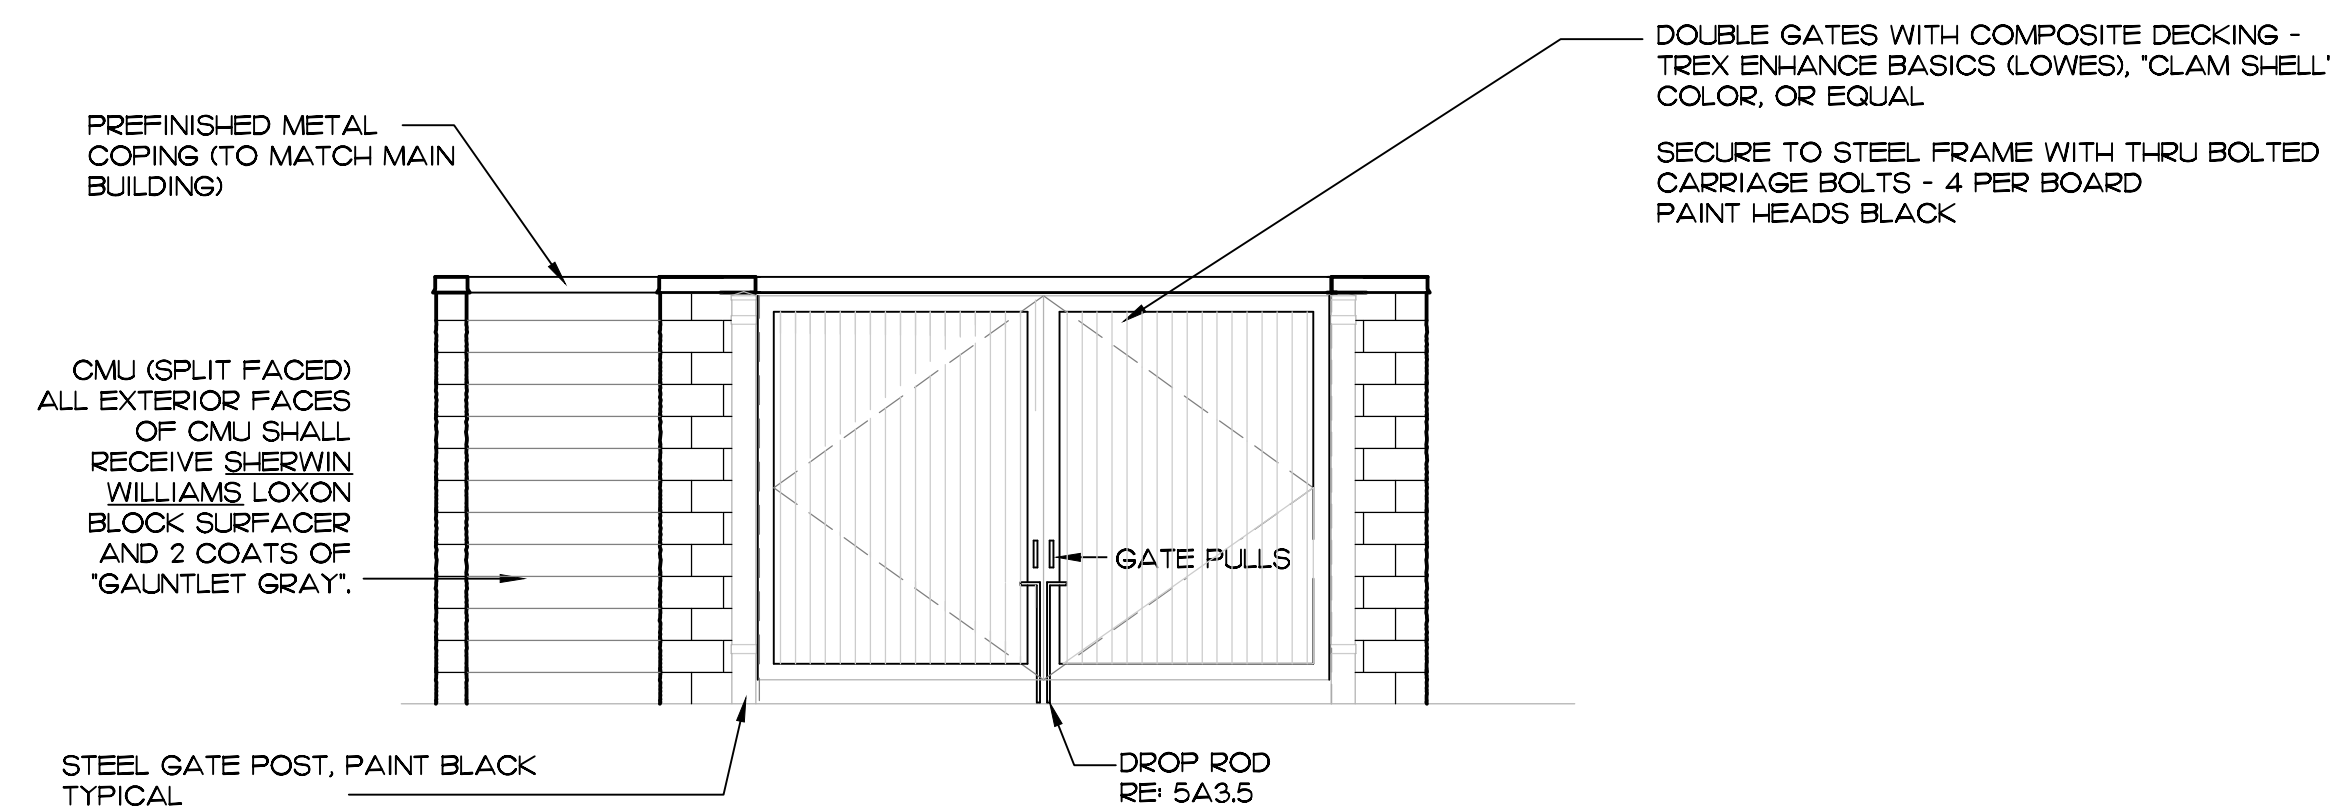 DOUBLE GATES WITH COMPOSITE DECKING -
TREX ENHANCE BASICS (LOWES), "CLAM SHELL"
COLOR, OR EQUAL
SECURE TO STEEL FRAME WITH THRU BOLTED
CARRIAGE BOLTS - 4 PER BOARD
PAINT HEADS BLACK
PREFINISHED METAL
COPING (TO MATCH MAIN
BUILDING)
CMU (SPLIT FACED)
ALL EXTERIOR FACES
OF CMU SHALL
RECEIVE SHERWIN
WILLIAMS LOXON
BLOCK SURFACER
AND 2 COATS OF
"GAUNTLET GRAY".
GATE PULLS
STEEL GATE POST, PAINT BLACK
TYPICAL
DROP ROD
RE: 5A3.5